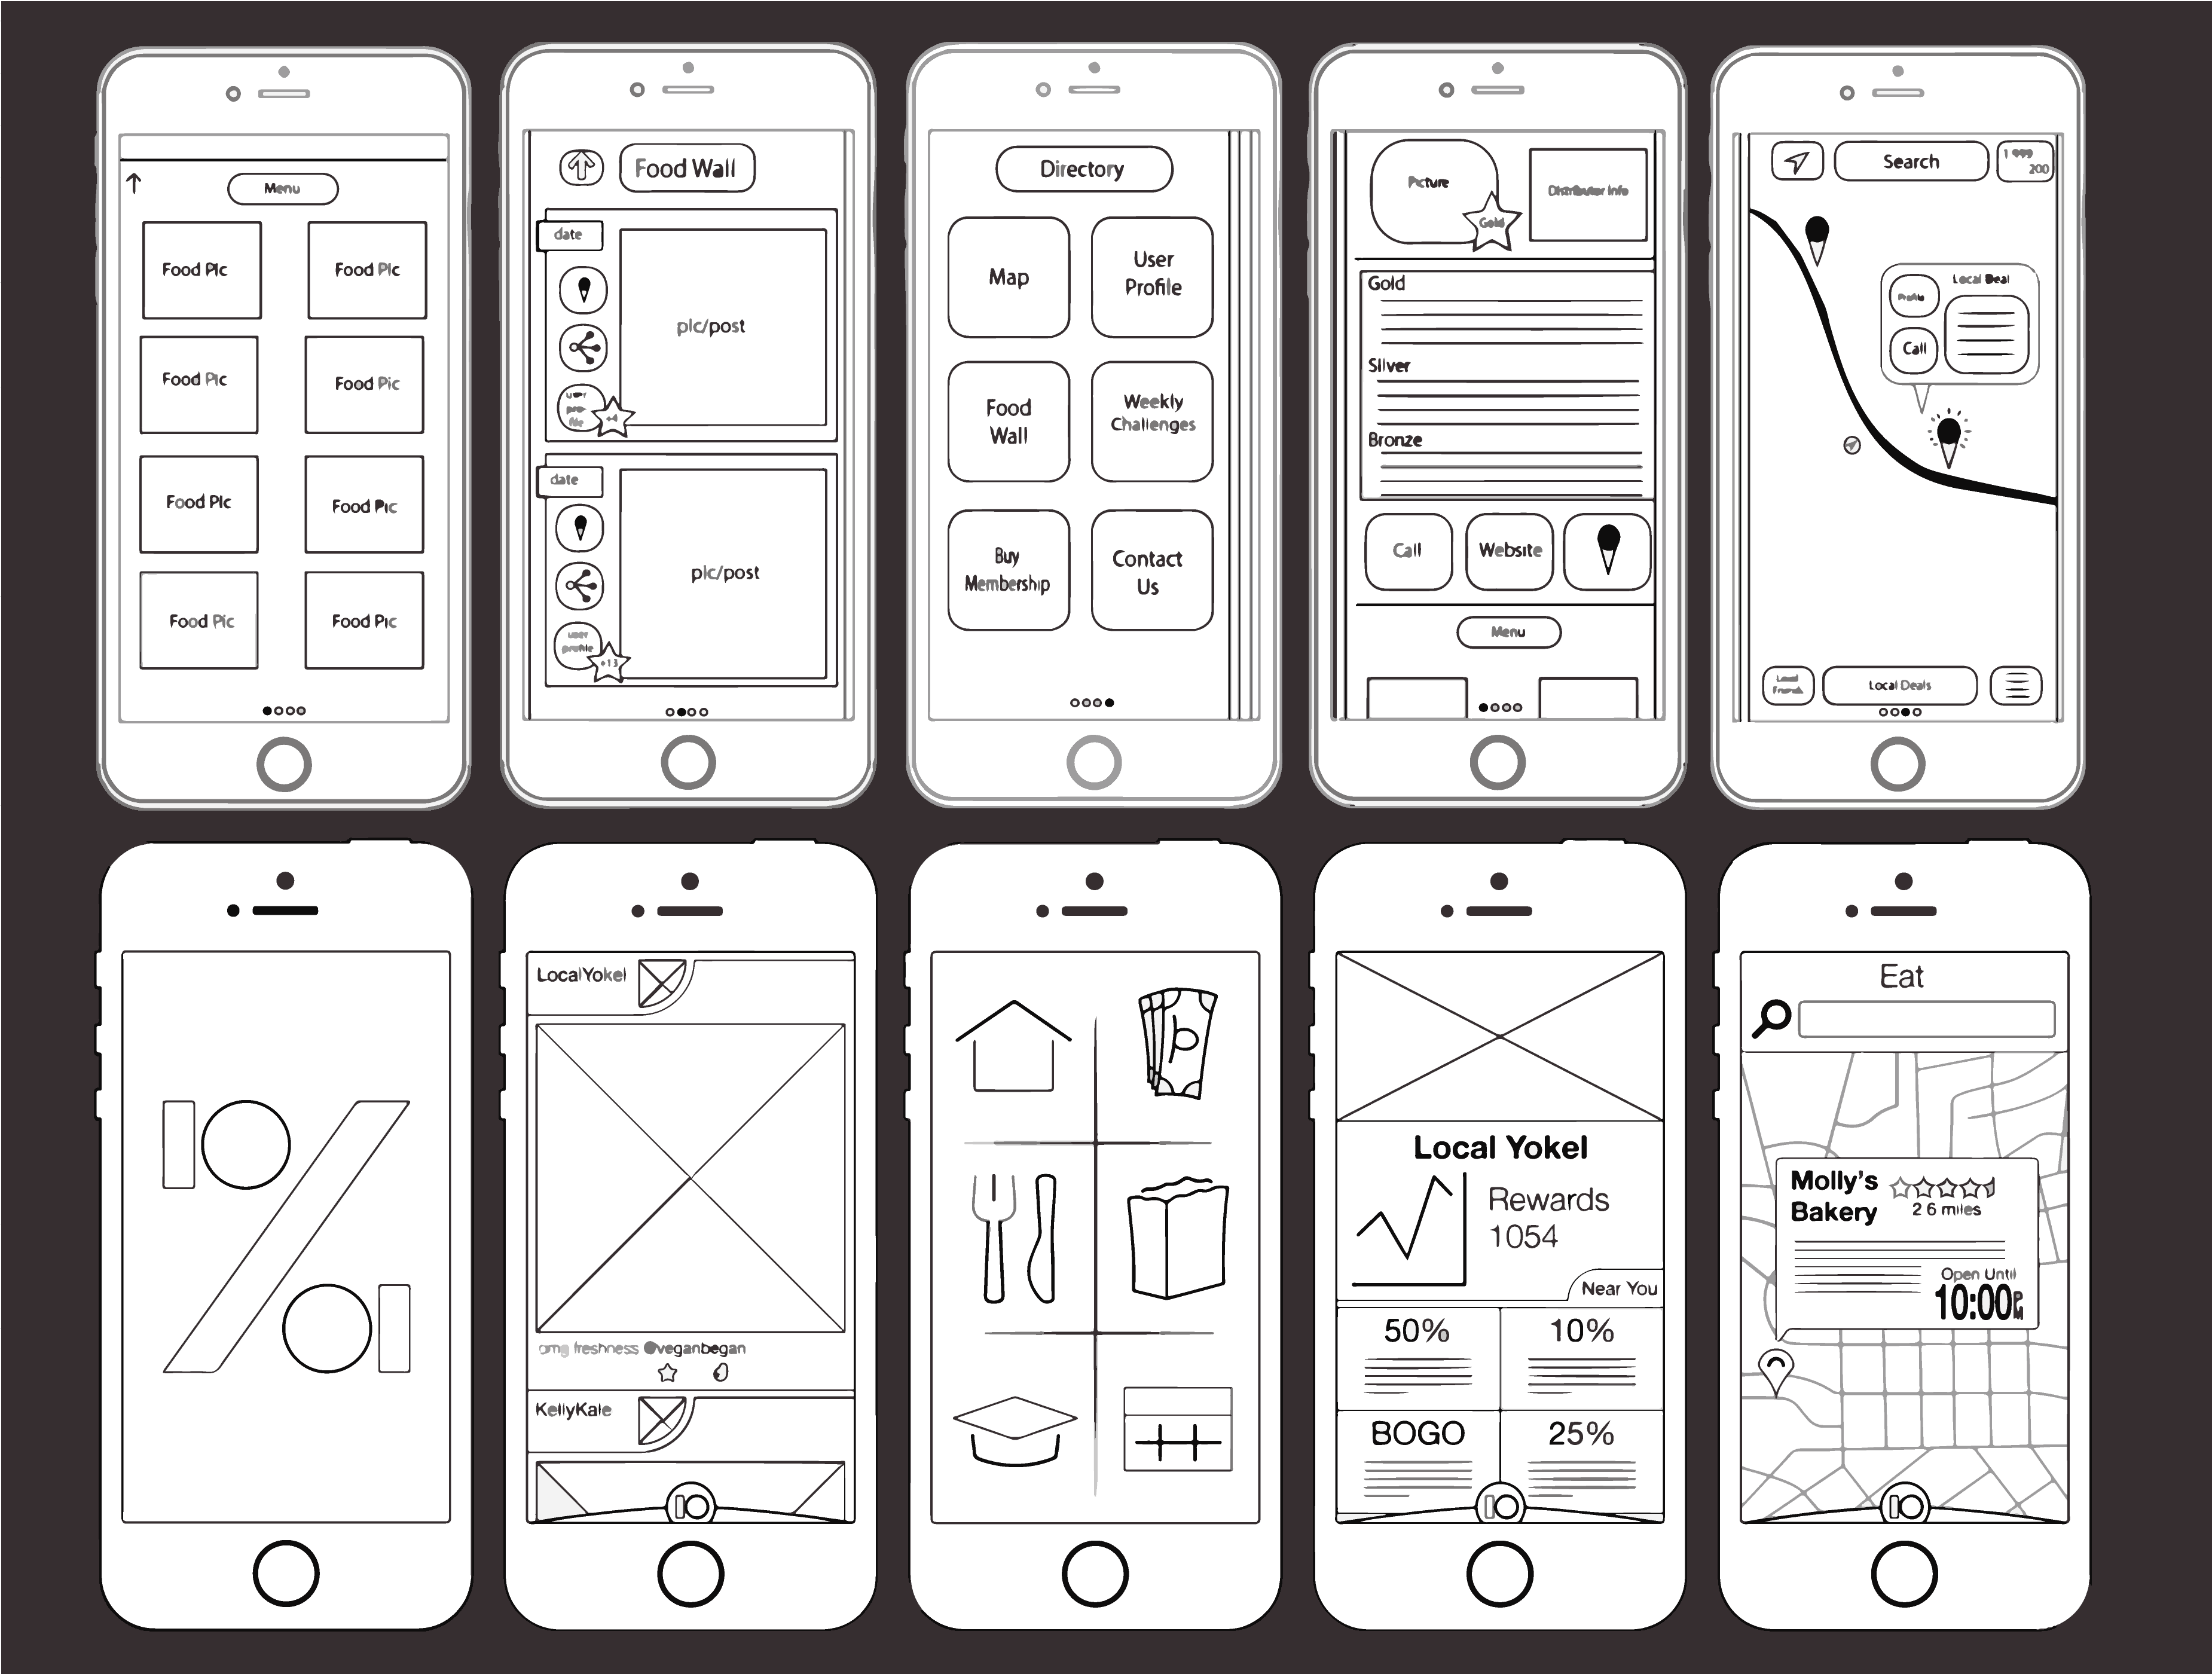 Menu
Food Pic
Food Pic
Food Pic
Food Pic
Food Pic
Food Pic
Food Pic
Food Pic
Food Wall
date
pic/post
user
pro-
file
+4
date
pic/post
user
profile
+13
Directory
Map
User
Profile
Food
Wall
Weekly
Challenges
Buy
Membership
Contact
Us
Picture
Gold
Distributor Info
Gold
Silver
Bronze
Call
Website
Menu
Search
200
Local Deal
Profile
Call
Local
Friends
Local Deals
LocalYokel
omg freshness @veganbegan
KellyKale
Local Yokel
Rewards
1054
Near You
50%
10%
BOGO
25%
Eat
Molly's
Bakery
2.6 miles
Open Until
10:00